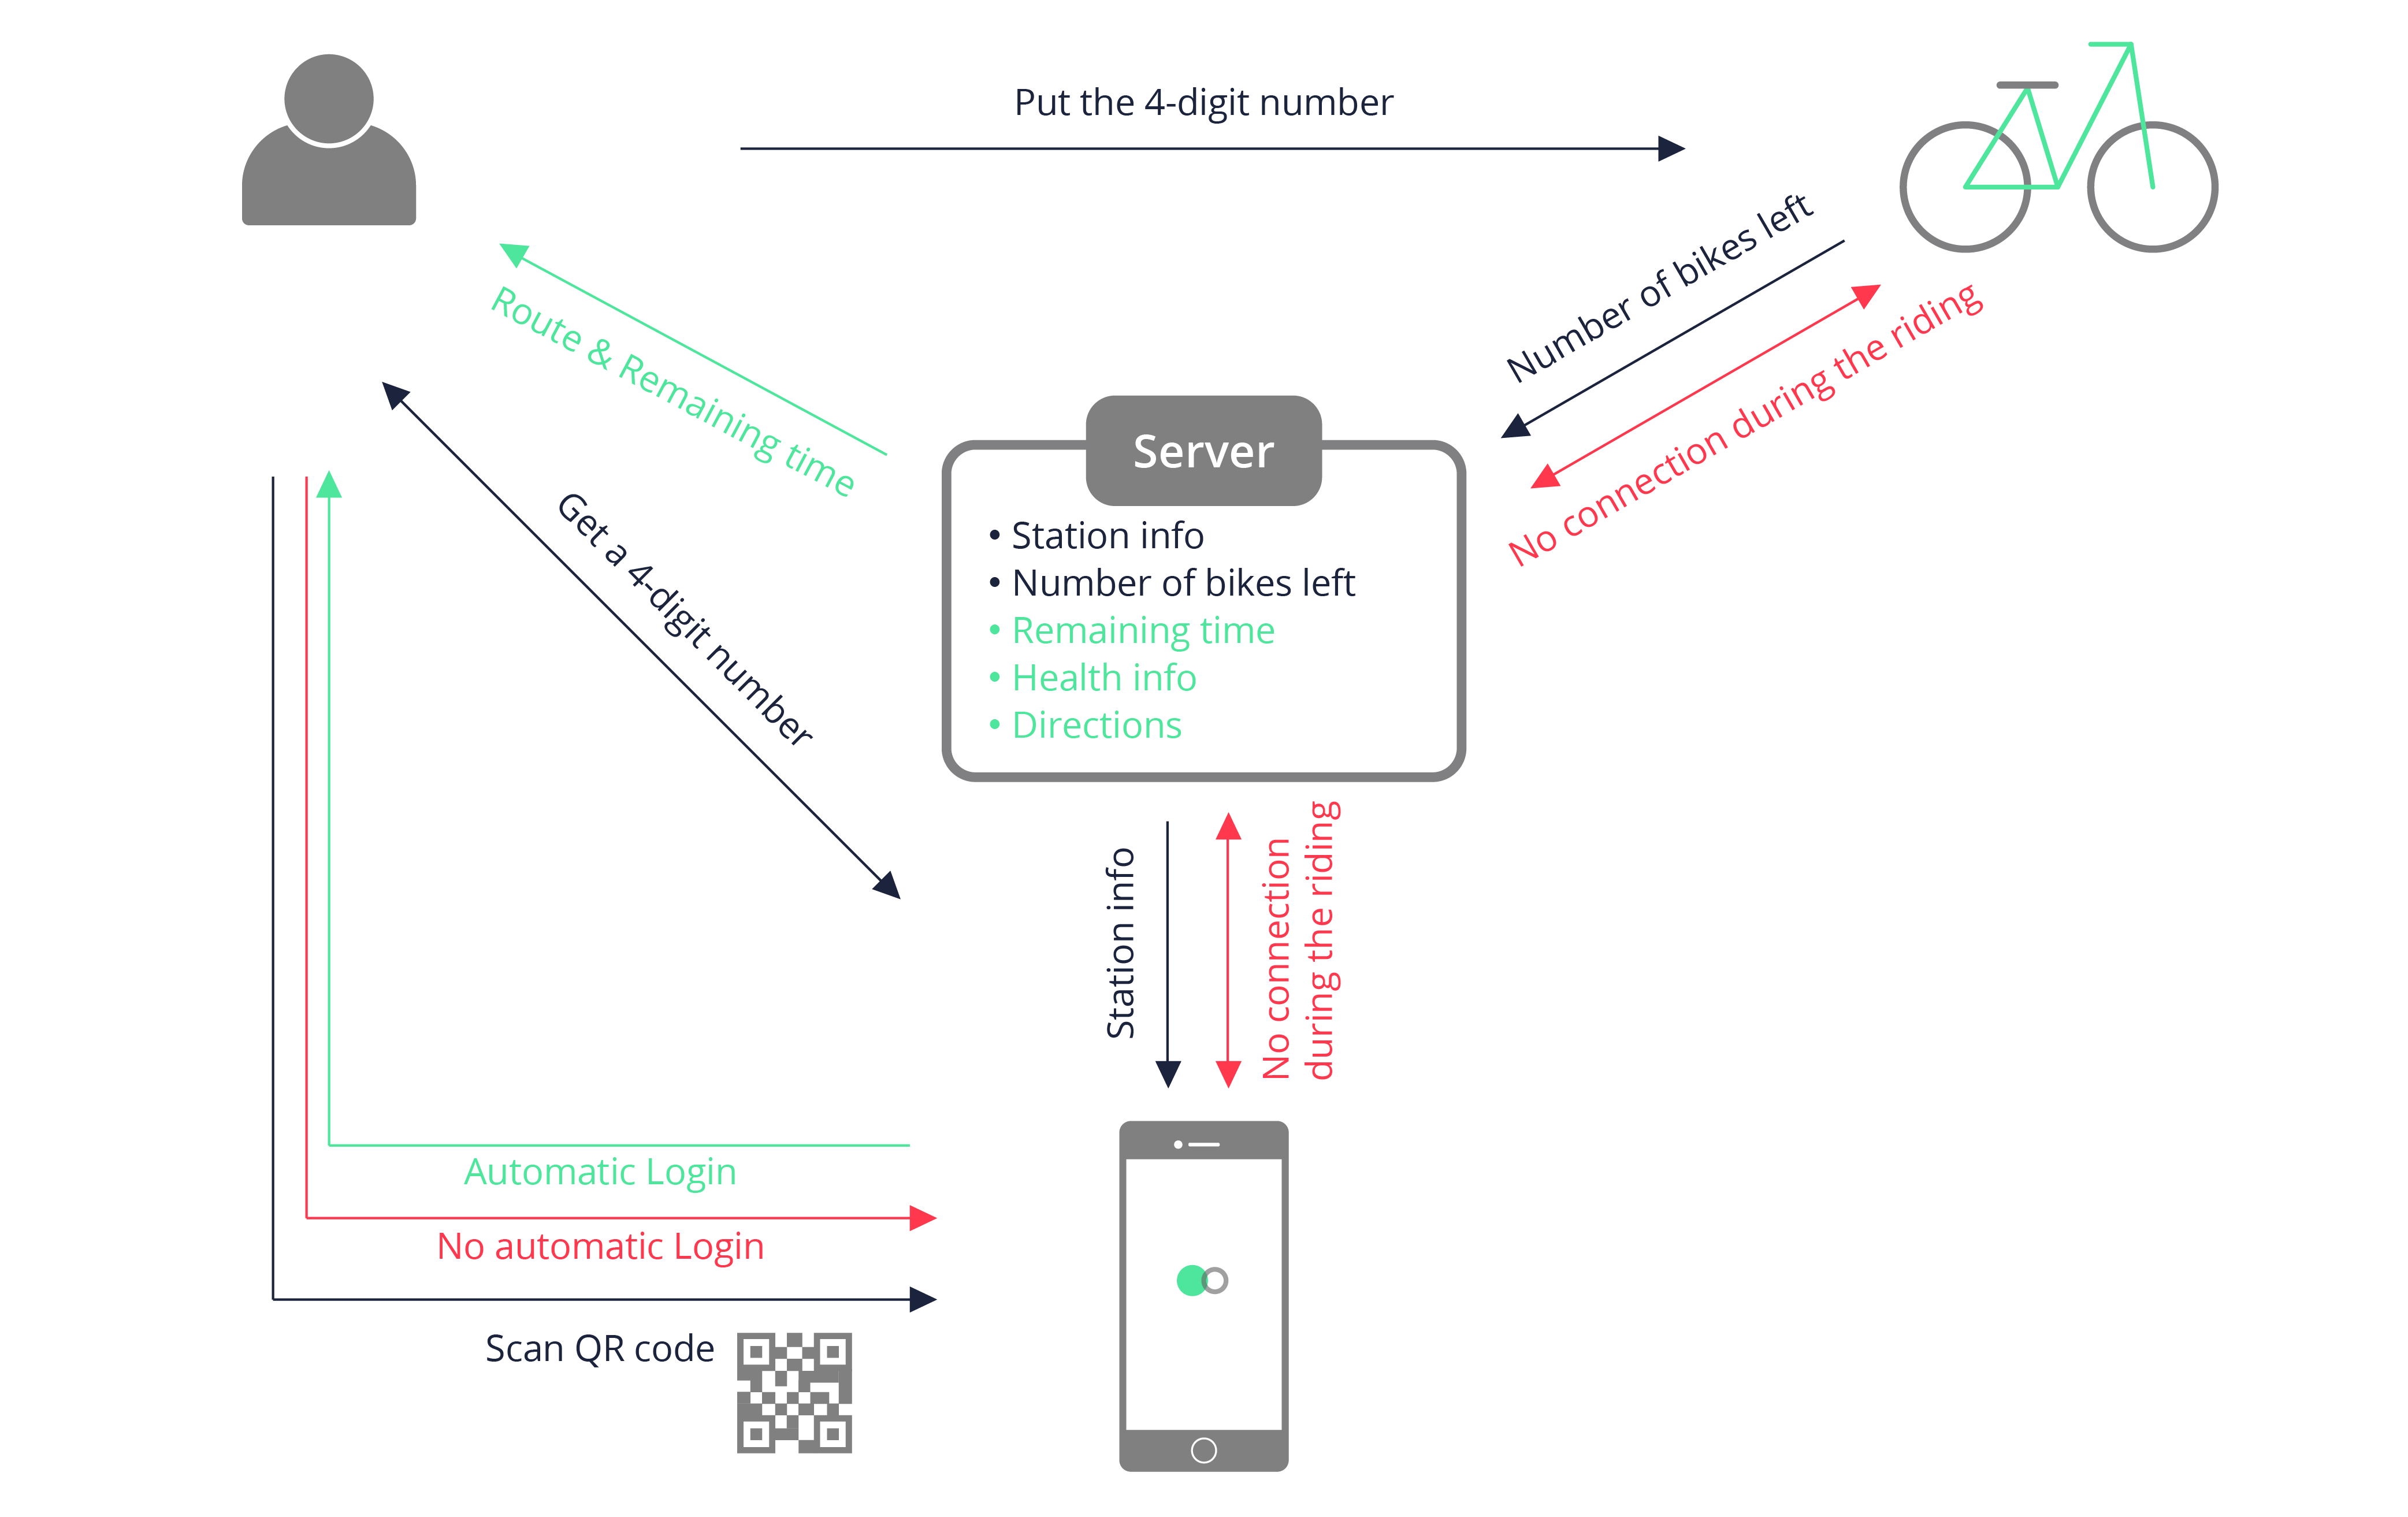 Put the 4-digit number
Number of bikes left
No connection during the riding
Route & Remaining time
Get a 4-digit number
Server
• Station info
• Number of bikes left
• Remaining time
• Health info
• Directions
Station info
No connection
during the riding
Automatic Login
No automatic Login
Scan QR code